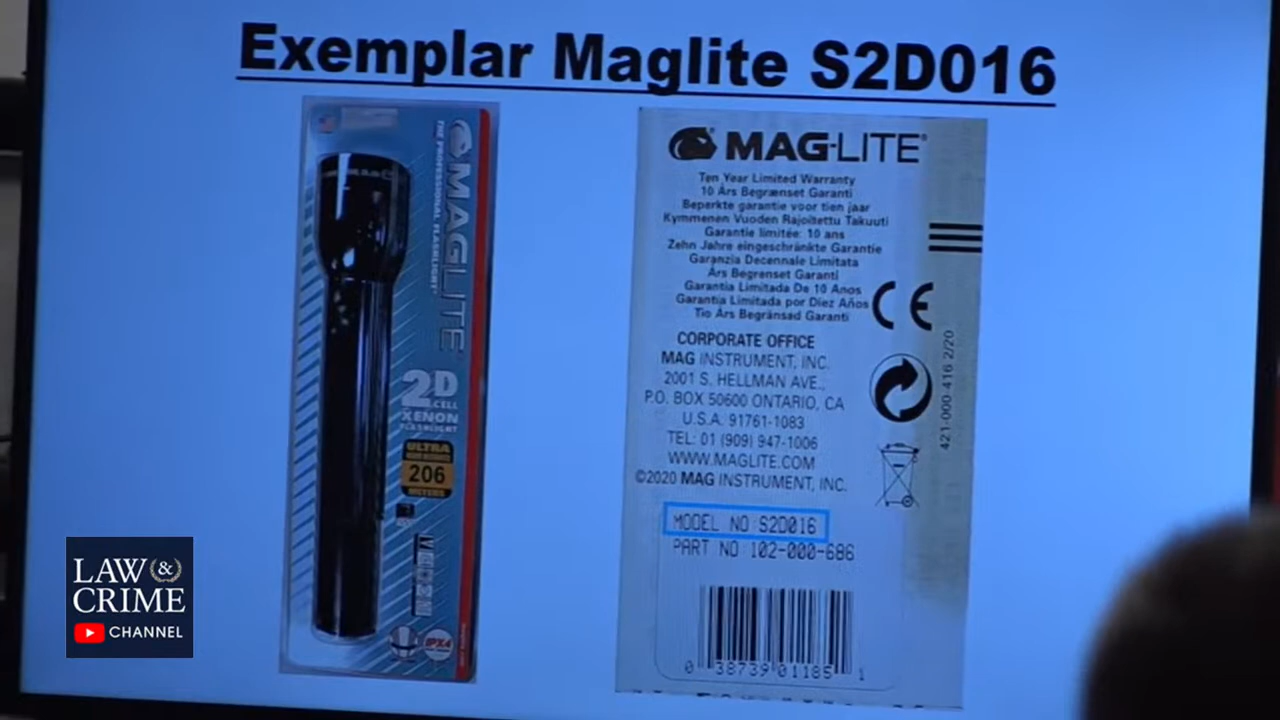 Exemplar Maglite S2D016
MAGLITE
THE PROFESSIONAL FLASHLIGHT
2D
CELL
XENON
FLASHLIGHT
ULTRA
206
METERS
IPX4
MAG-LITE
Ten Year Limited Warranty
10 Års Begrænset Garanti
Beperkte garantie voor tien jaar
Kymmenen Vuoden Rajoitettu Takuuti
Garantie limitée: 10 ans
Zehn Jahre eingeschränkte Garantie
Garanzia Decennale Limitata
Års Begrenset Garanti
Garantia Limitada De 10 Anos
Garantia Limitada por Diez Años
Tio Års Begränsad Garanti
CE
CORPORATE OFFICE
MAG INSTRUMENT, INC.
2001 S. HELLMAN AVE.,
P.O. BOX 50600 ONTARIO, CA
U.S.A. 91761-1083
TEL: 01 (909) 947-1006
WWW.MAGLITE.COM
©2020 MAG INSTRUMENT, INC.
421-000-416 2/20
MODEL NO S2D016
PART NO 102-000-686
0 38739 01185 1
LAW &
CRIME
CHANNEL